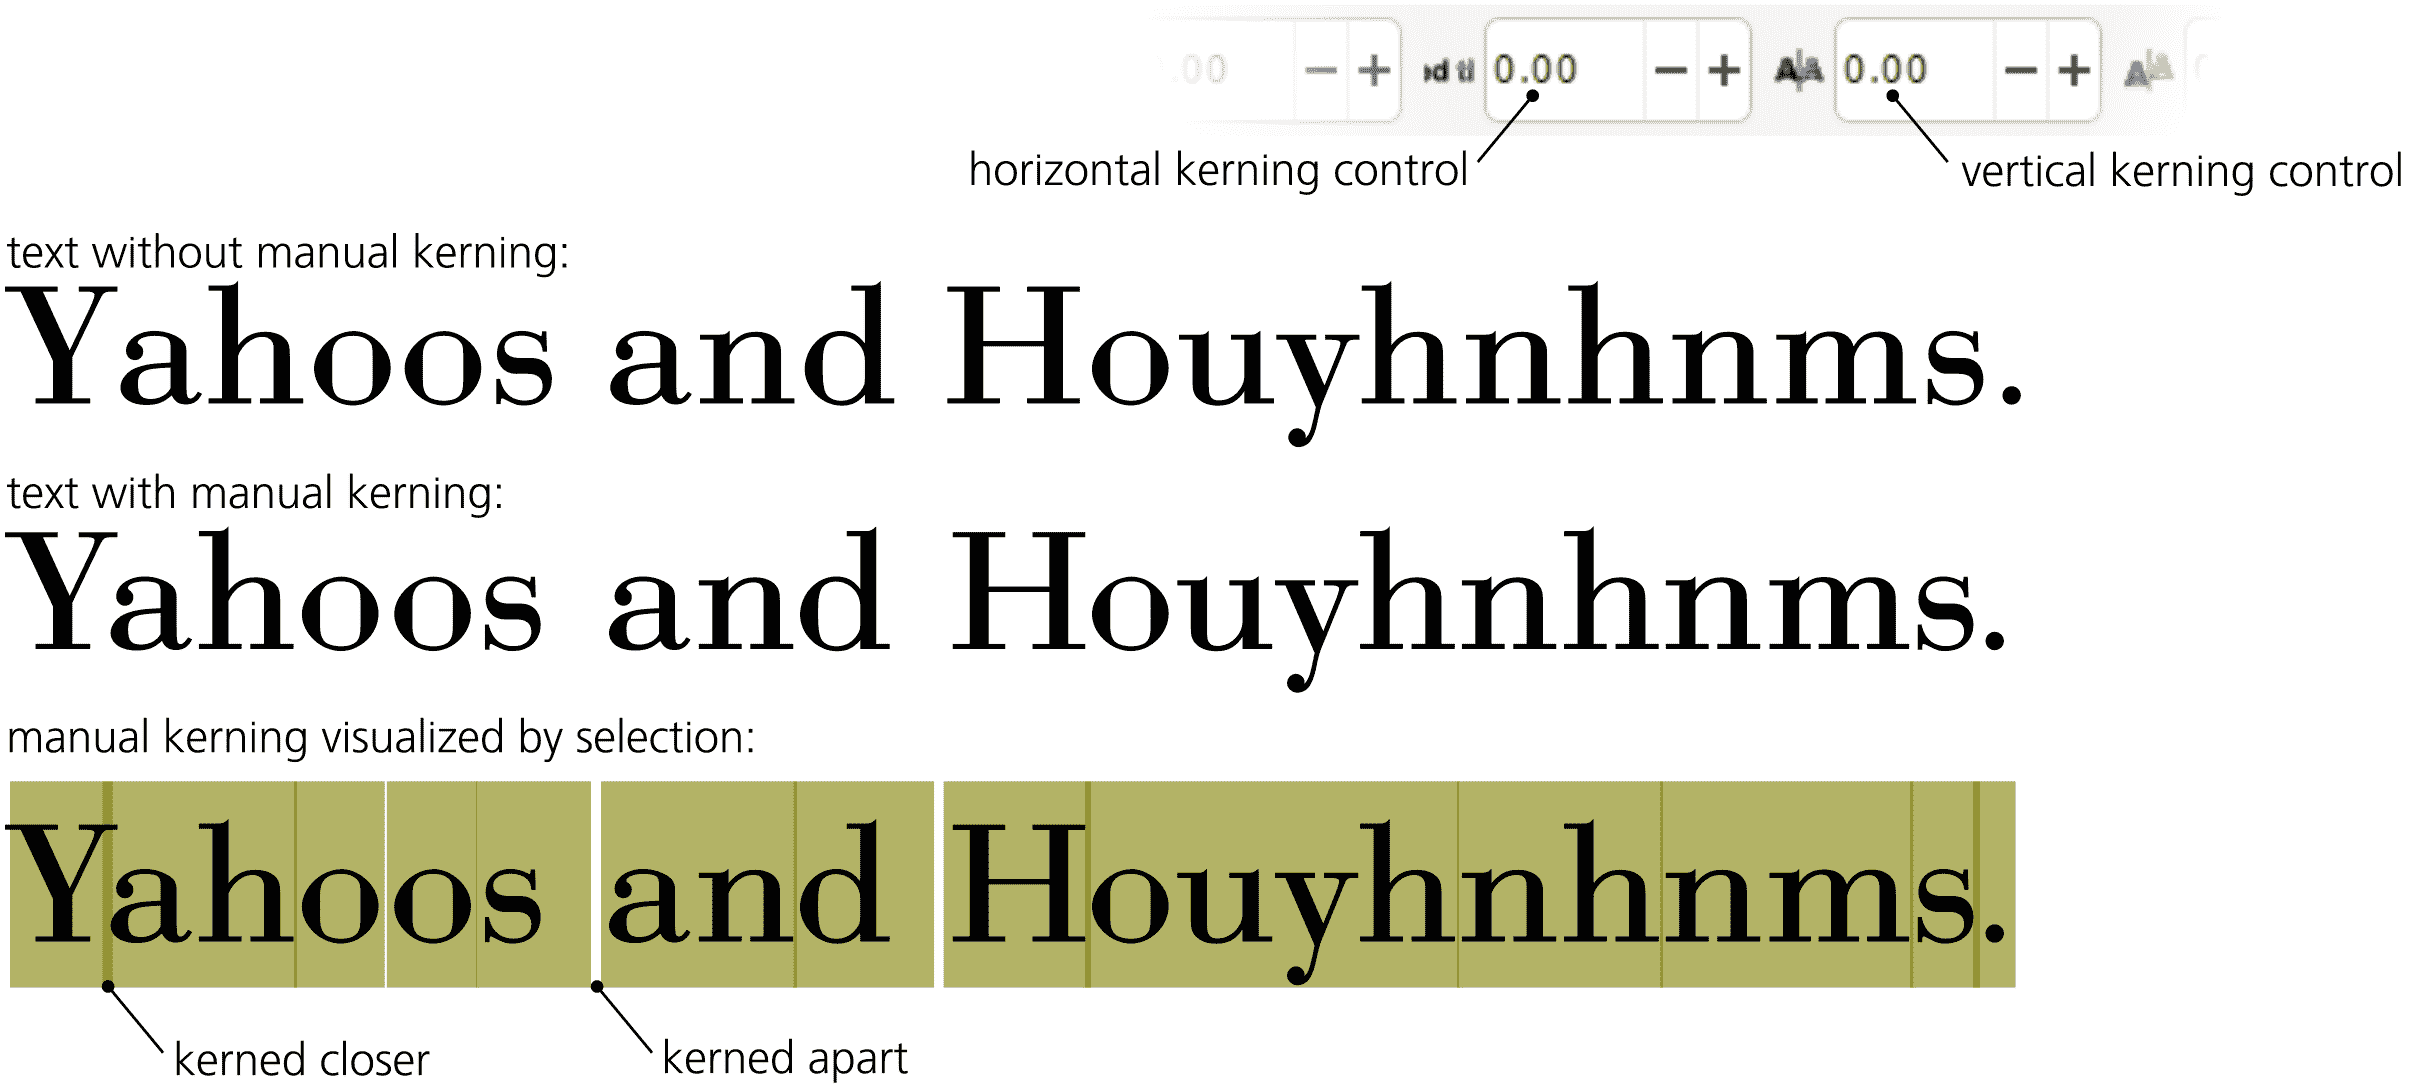 .00 − + 0.00 − + A|A 0.00 − + A
horizontal kerning control vertical kerning control
text without manual kerning:
Yahoos and Houyhnhnms.
text with manual kerning:
Yahoos and Houyhnhnms.
manual kerning visualized by selection:
Yahoos and Houyhnhnms.
kerned closer kerned apart